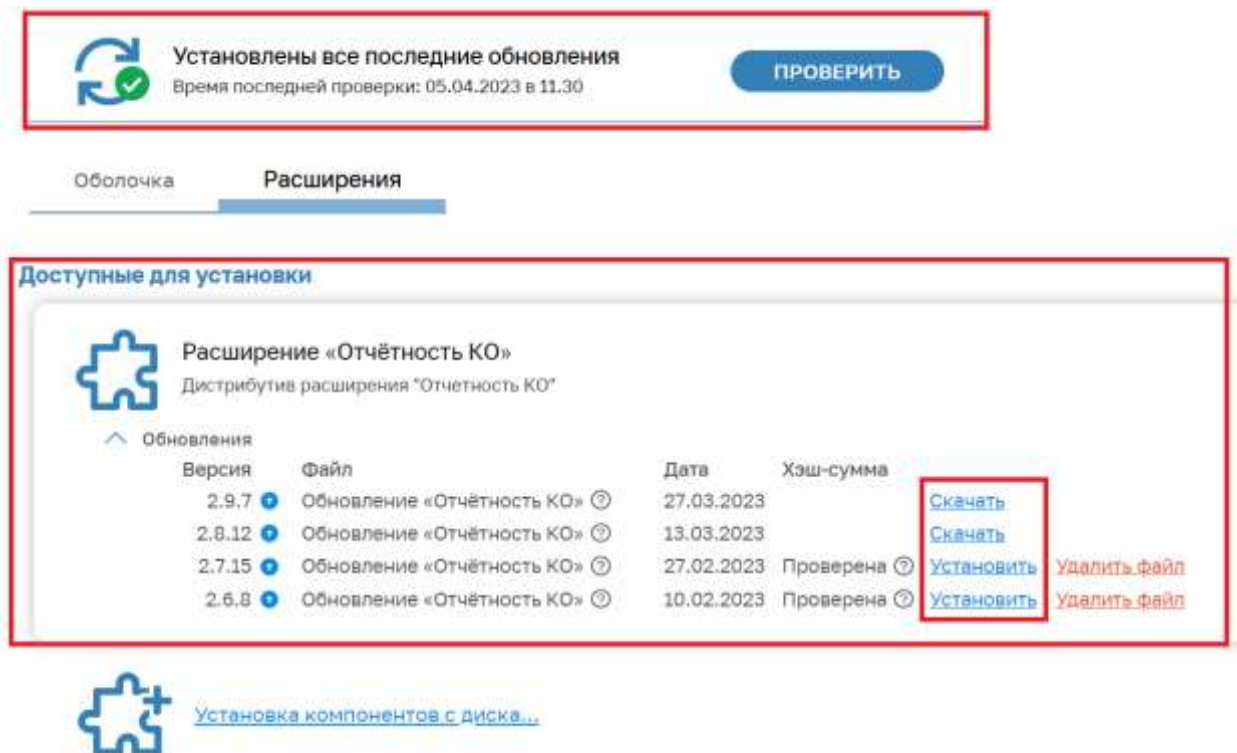 Установлены все последние обновления
Время последней проверки: 05.04.2023 в 11.30
ПРОВЕРИТЬ
Оболочка Расширения
Доступные для установки
Расширение «Отчётность КО»
Дистрибутив расширения "Отчетность КО"
Обновления
Версия Файл Дата Хэш-сумма
2.9.7 Обновление «Отчётность КО» 27.03.2023 Скачать
2.8.12 Обновление «Отчётность КО» 13.03.2023 Скачать
2.7.15 Обновление «Отчётность КО» 27.02.2023 Проверена Установить Удалить файл
2.6.8 Обновление «Отчётность КО» 10.02.2023 Проверена Установить Удалить файл
Установка компонентов с диска...